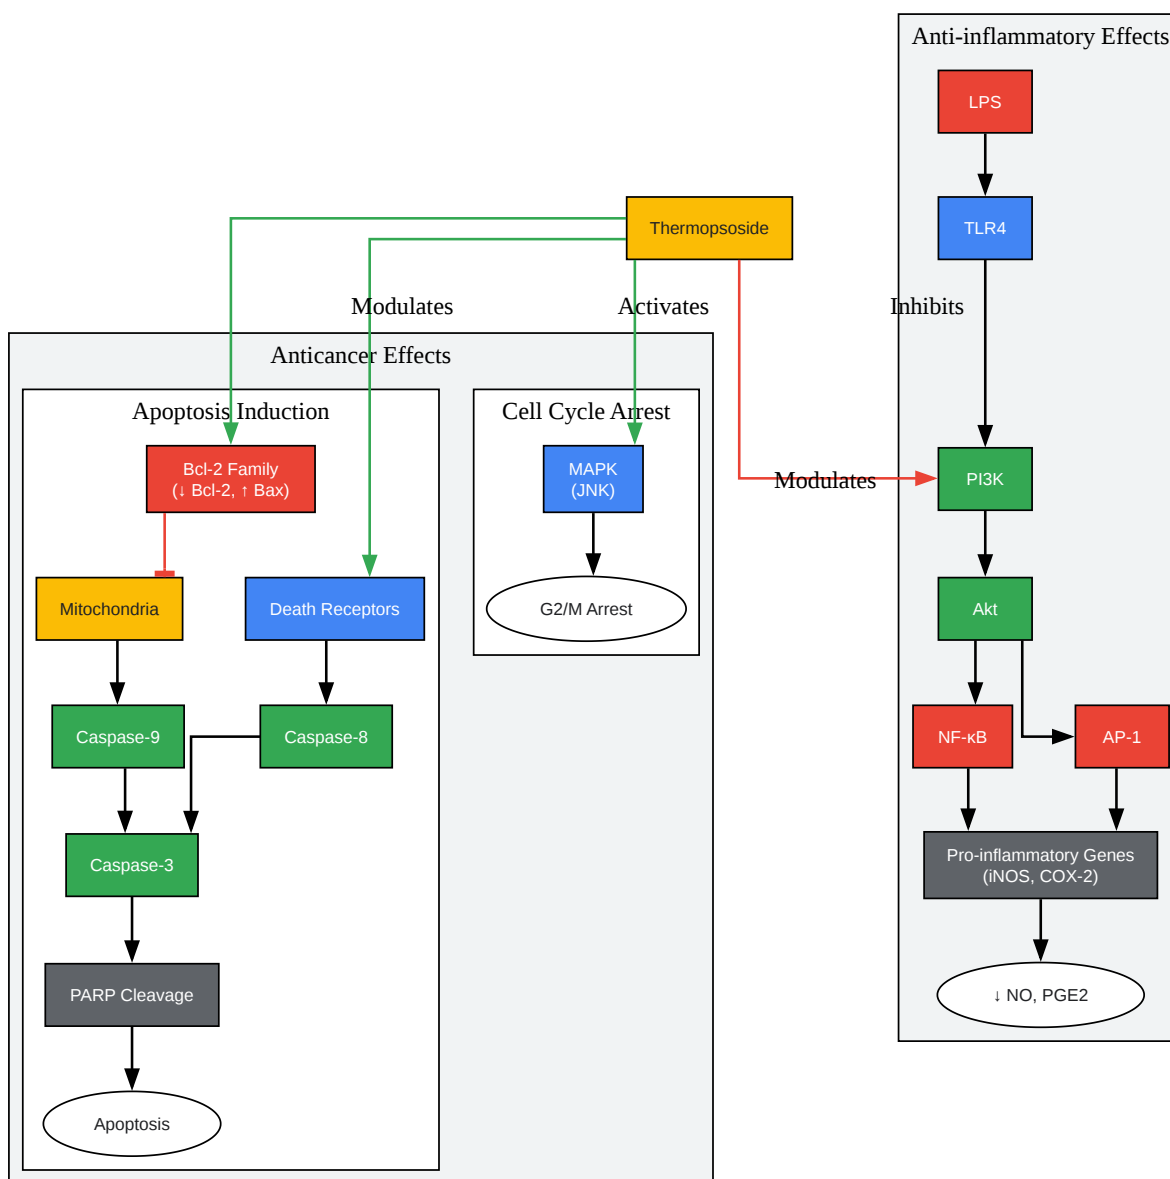 Anti-inflammatory Effects
LPS
Thermopsoside
TLR4
Modulates
Activates
Inhibits
Anticancer Effects
Apoptosis Induction
Cell Cycle Arrest
Bcl-2 Family
(↓ Bcl-2, ↑ Bax)
MAPK
(JNK)
Modulates
PI3K
Mitochondria
Death Receptors
G2/M Arrest
Akt
Caspase-9
Caspase-8
NF-κB
AP-1
Caspase-3
Pro-inflammatory Genes
(iNOS, COX-2)
PARP Cleavage
↓ NO, PGE2
Apoptosis